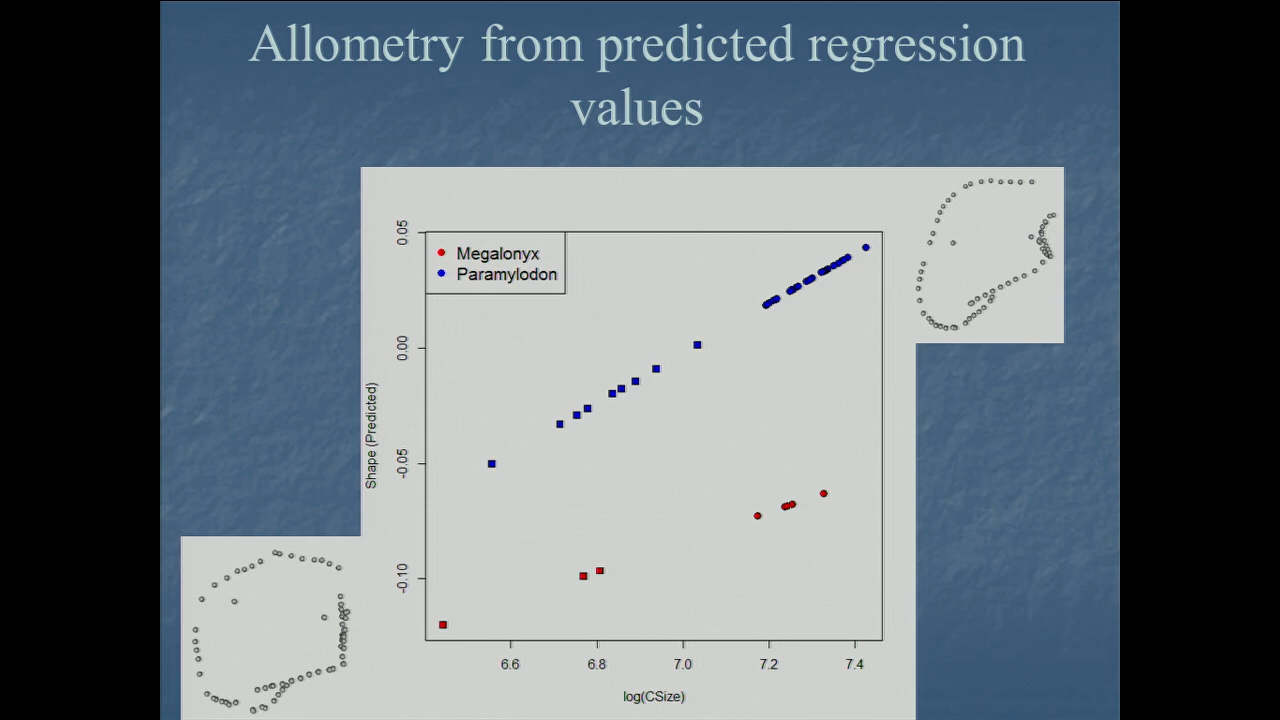 Allometry from predicted regression
values
Megalonyx
Paramylodon
0.05
0.00
-0.05
-0.10
Shape (Predicted)
6.6 6.8 7.0 7.2 7.4
log(CSize)